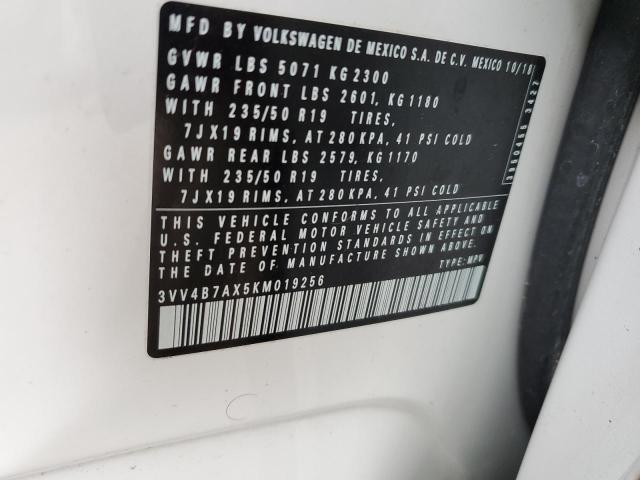 MFD BY VOLKSWAGEN DE MEXICO S.A. DE C.V. MEXICO 10/18
GVWR LBS 5071 KG 2300
GAWR FRONT LBS 2601, KG 1180
WITH 235/50 R19 TIRES,
7JX19 RIMS, AT 280 KPA, 41 PSI COLD
GAWR REAR LBS 2579, KG 1170
WITH 235/50 R19 TIRES,
7JX19 RIMS, AT 280 KPA, 41 PSI COLD
THIS VEHICLE CONFORMS TO ALL APPLICABLE
U.S. FEDERAL MOTOR VEHICLE SAFETY AND
THEFT PREVENTION STANDARDS IN EFFECT ON
THE DATE OF MANUFACTURE SHOWN ABOVE.
TYPE: MPV
3VV4B7AX5KM019256